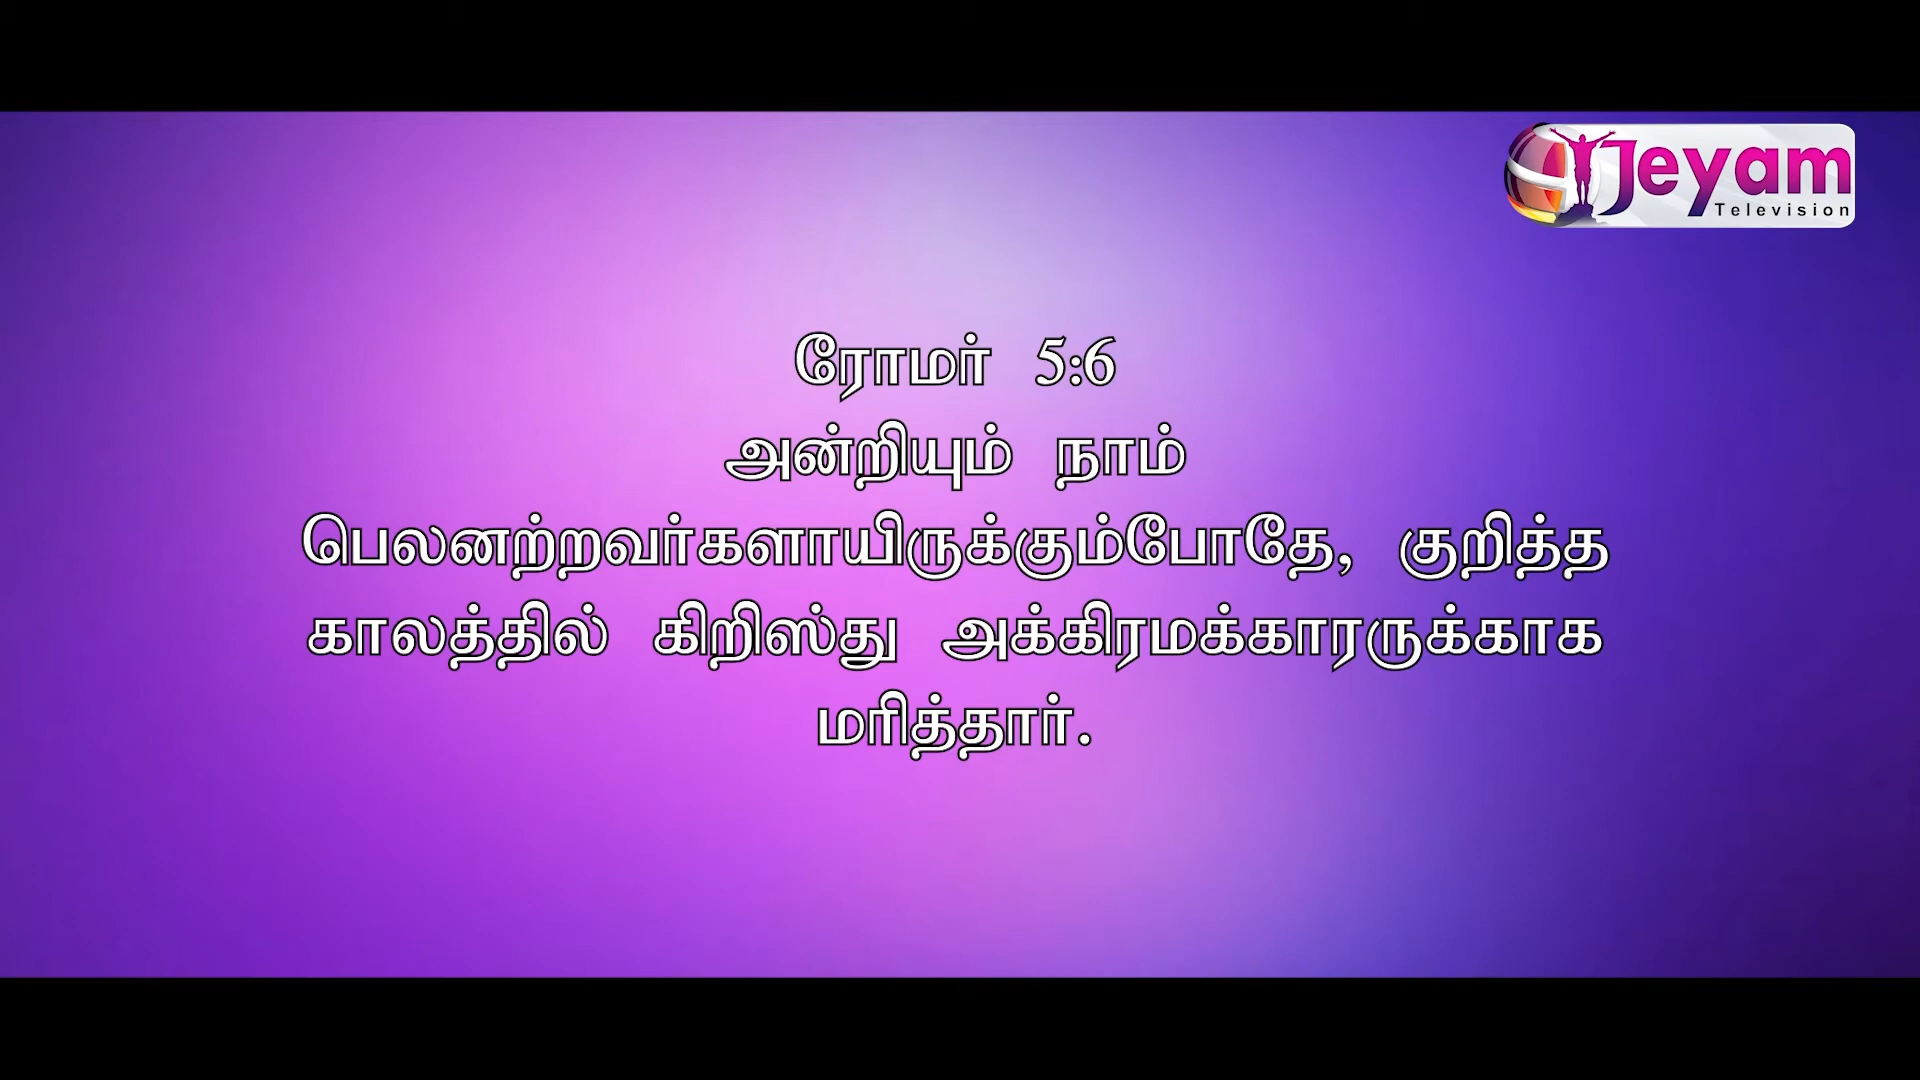 Jeyam
Television
ரோமர் 5:6
அன்றியும் நாம்
பெலனற்றவர்களாயிருக்கும்போதே, குறித்த
காலத்தில் கிறிஸ்து அக்கிரமக்காரருக்காக
மரித்தார்.